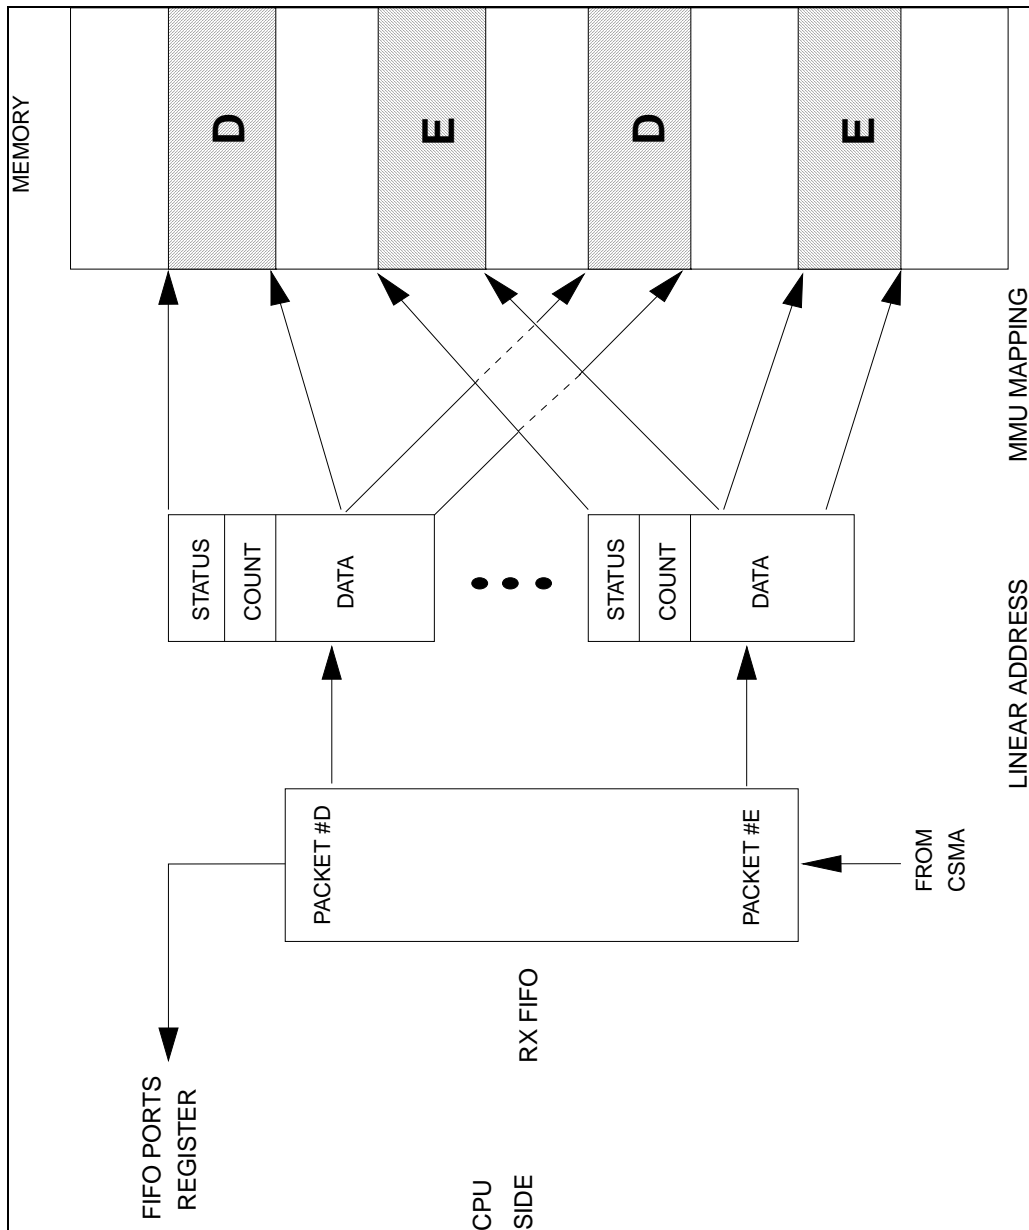 FIFO PORTS
REGISTER
CPU
SIDE
PACKET #D
PACKET #E
RX FIFO
FROM
CSMA
STATUS
COUNT
DATA
STATUS
COUNT
DATA
LINEAR ADDRESS
MMU MAPPING
MEMORY
D
E
D
E